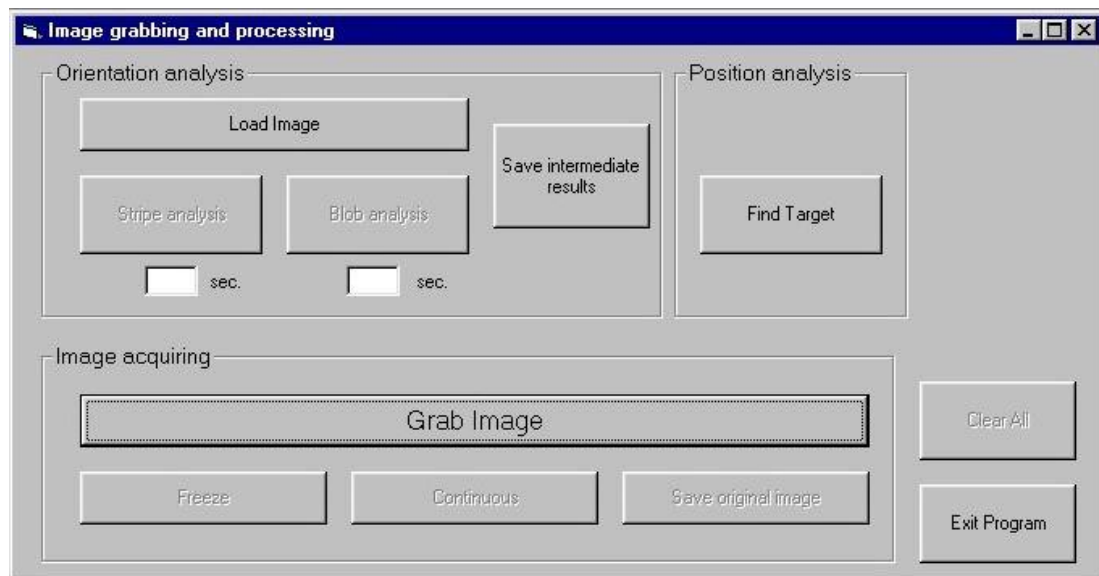 Image grabbing and processing
Orientation analysis
Load Image
Stripe analysis
Blob analysis
Save intermediate
results
sec.
sec.
Position analysis
Find Target
Image acquiring
Grab Image
Freeze
Continuous
Save original image
Clear All
Exit Program